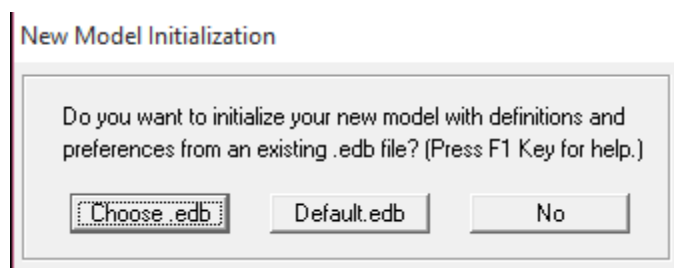 New Model Initialization
Do you want to initialize your new model with definitions and
preferences from an existing .edb file? (Press F1 Key for help.)
Choose .edb Default.edb No